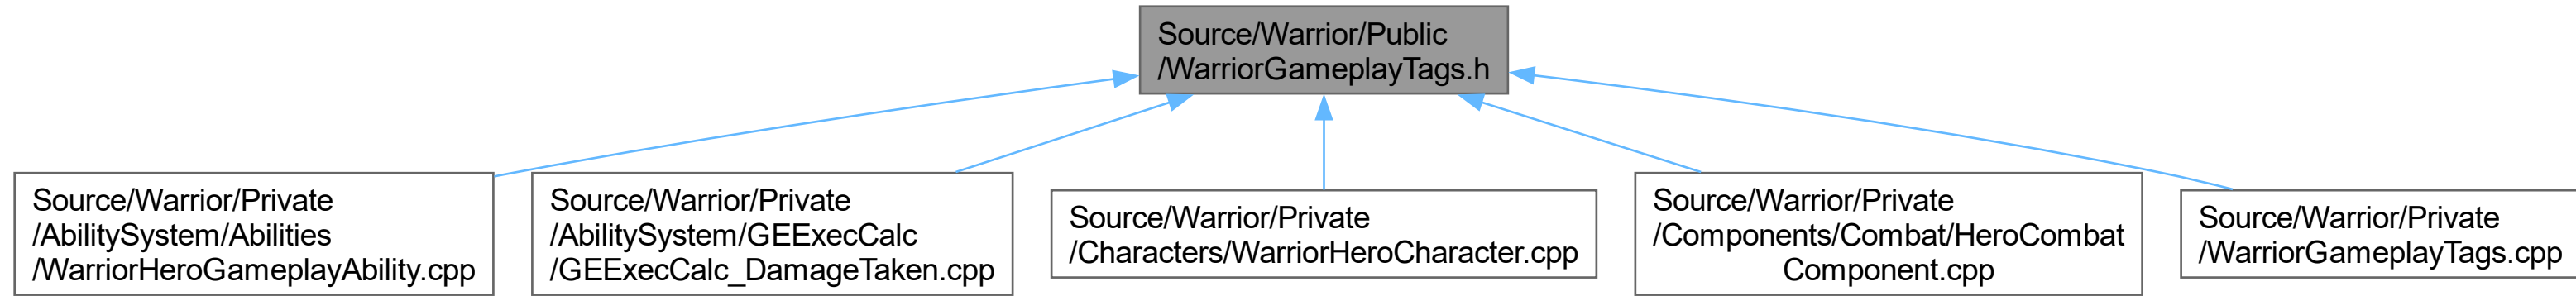 Source/Warrior/Public
/WarriorGameplayTags.h
Source/Warrior/Private
/AbilitySystem/Abilities
/WarriorHeroGameplayAbility.cpp
Source/Warrior/Private
/AbilitySystem/GEExecCalc
/GEExecCalc_DamageTaken.cpp
Source/Warrior/Private
/Characters/WarriorHeroCharacter.cpp
Source/Warrior/Private
/Components/Combat/HeroCombat
Component.cpp
Source/Warrior/Private
/WarriorGameplayTags.cpp